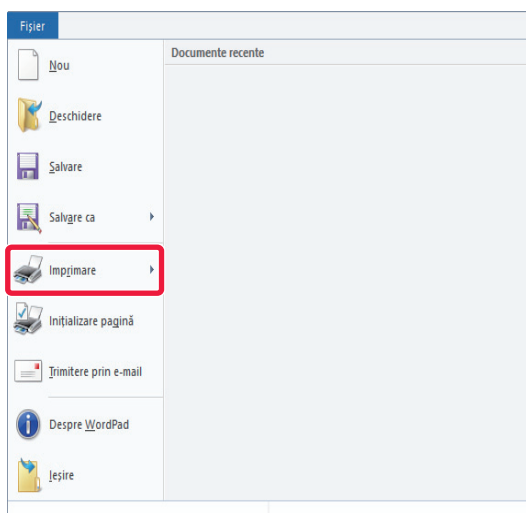 Fișier
Documente recente
Nou
Deschidere
Salvare
Salvare ca
Imprimare
Inițializare pagină
Trimitere prin e-mail
Despre WordPad
Ieșire